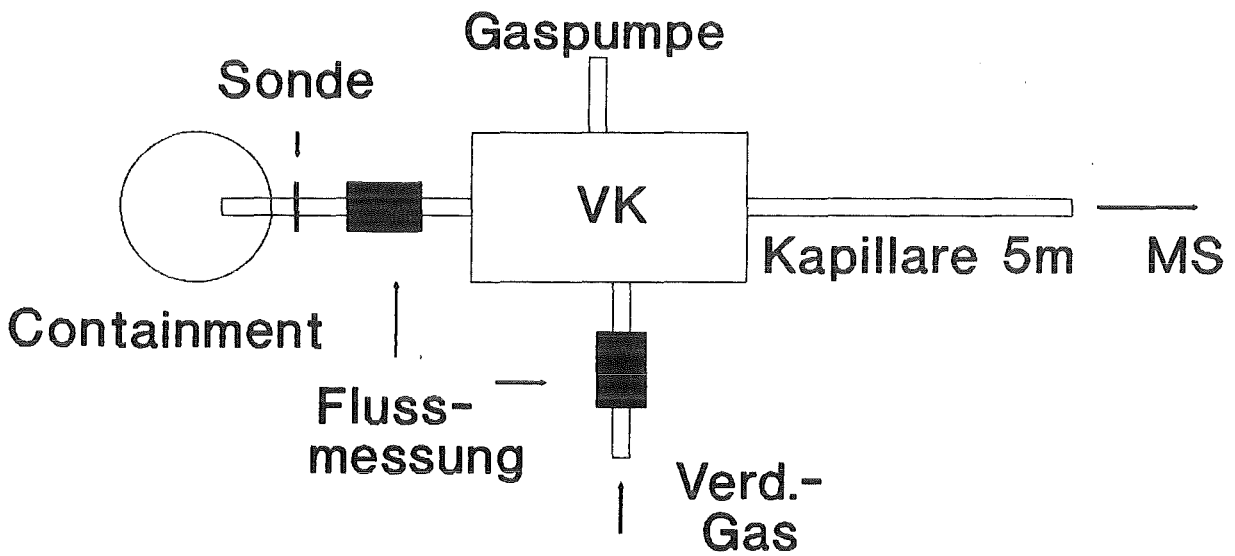 Gaspumpe
Sonde
VK
Kapillare 5m
MS
Containment
Fluss-
messung
Verd.-
Gas